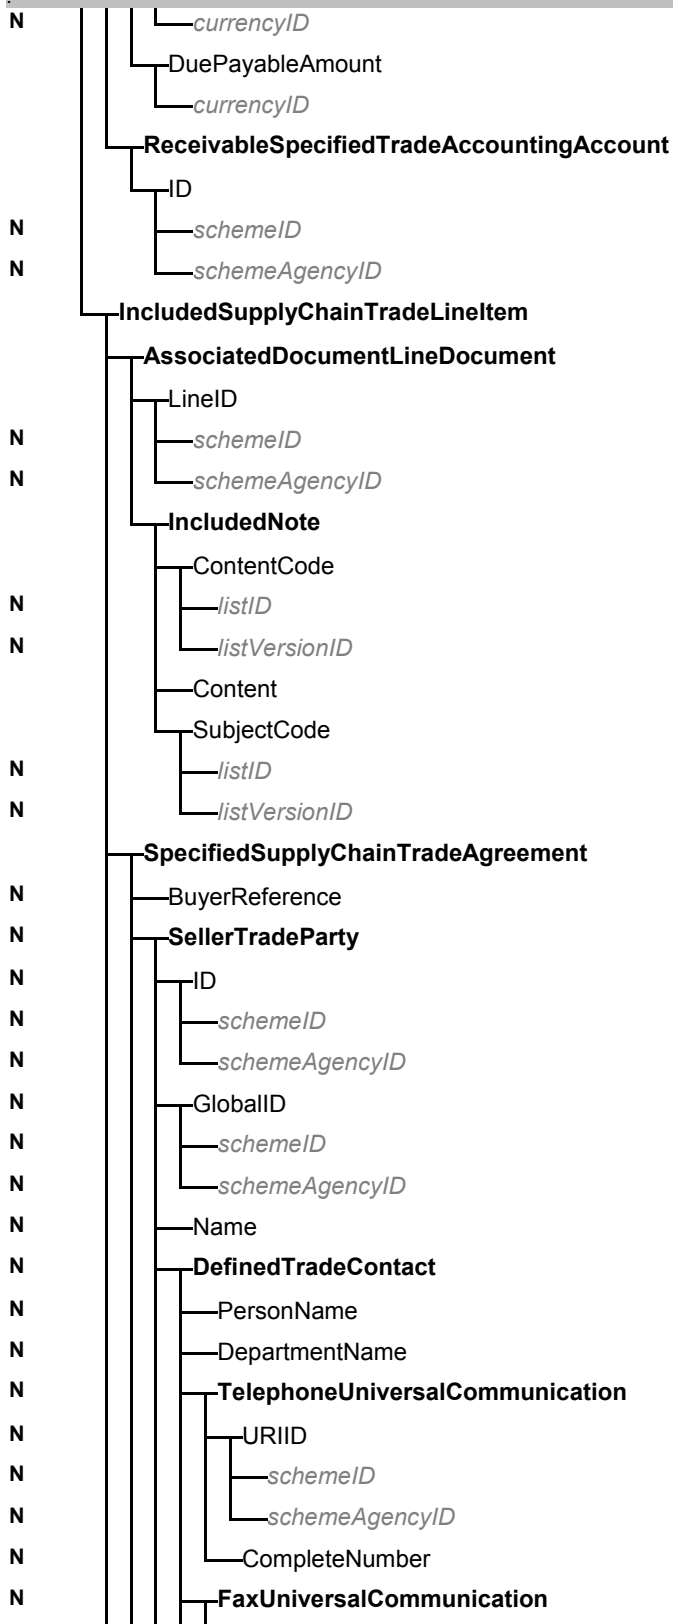 N currencyID
DuePayableAmount
currencyID
ReceivableSpecifiedTradeAccountingAccount
ID
N schemeID
N schemeAgencyID
IncludedSupplyChainTradeLineItem
AssociatedDocumentLineDocument
LineID
N schemeID
N schemeAgencyID
IncludedNote
ContentCode
N listID
N listVersionID
Content
SubjectCode
N listID
N listVersionID
SpecifiedSupplyChainTradeAgreement
N BuyerReference
N SellerTradeParty
N ID
N schemeID
N schemeAgencyID
N GlobalID
N schemeID
N schemeAgencyID
N Name
N DefinedTradeContact
N PersonName
N DepartmentName
N TelephoneUniversalCommunication
N URIID
N schemeID
N schemeAgencyID
N CompleteNumber
N FaxUniversalCommunication